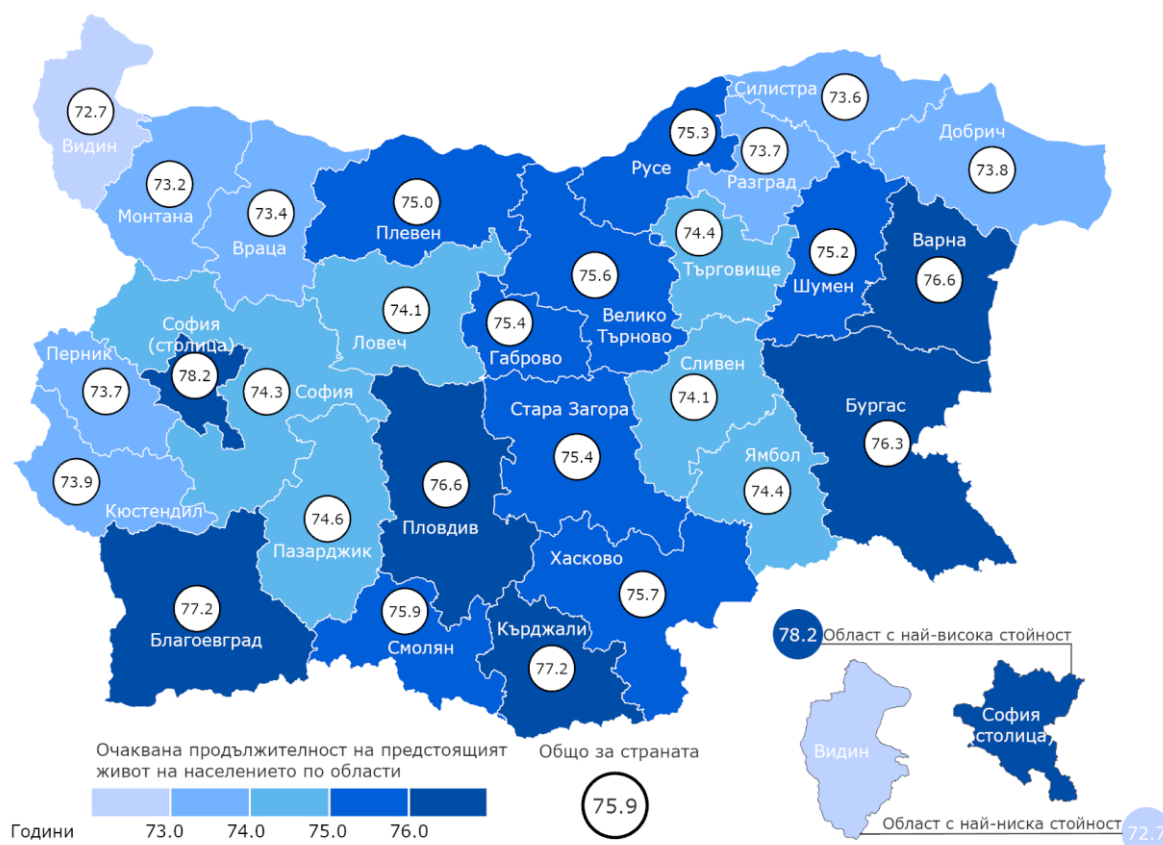 Силистра
73.6
72.7
Видин
75.3
Русе
73.7
Разград
Добрич
73.8
73.2
Монтана
73.4
Враца
75.0
Плевен
74.4
Търговище
75.2
Шумен
Варна
76.6
75.6
Велико
Търново
74.1
Ловеч
75.4
Габрово
София
(столица)
78.2
Перник
73.7
74.3
София
Сливен
74.1
Бургас
76.3
Стара Загора
75.4
Ямбол
74.4
73.9
Кюстендил
74.6
Пазарджик
76.6
Пловдив
Хасково
75.7
77.2
Благоевград
75.9
Смолян
Кърджали
77.2
78.2 Област с най-висока стойност
Видин
София
(столица)
Област с най-ниска стойност 72.7
Очаквана продължителност на предстоящият
живот на населението по области
Години 73.0 74.0 75.0 76.0
Общо за страната
75.9